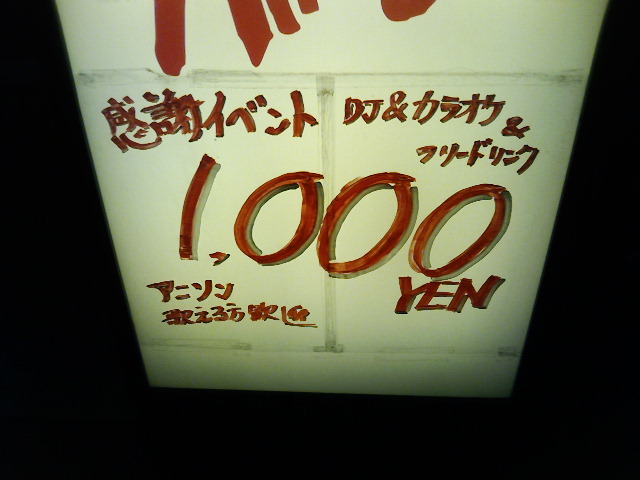 感謝イベント
DJ&カラオケ
&
フリードリンク
1,000
YEN
アニソン
歌える方歓迎